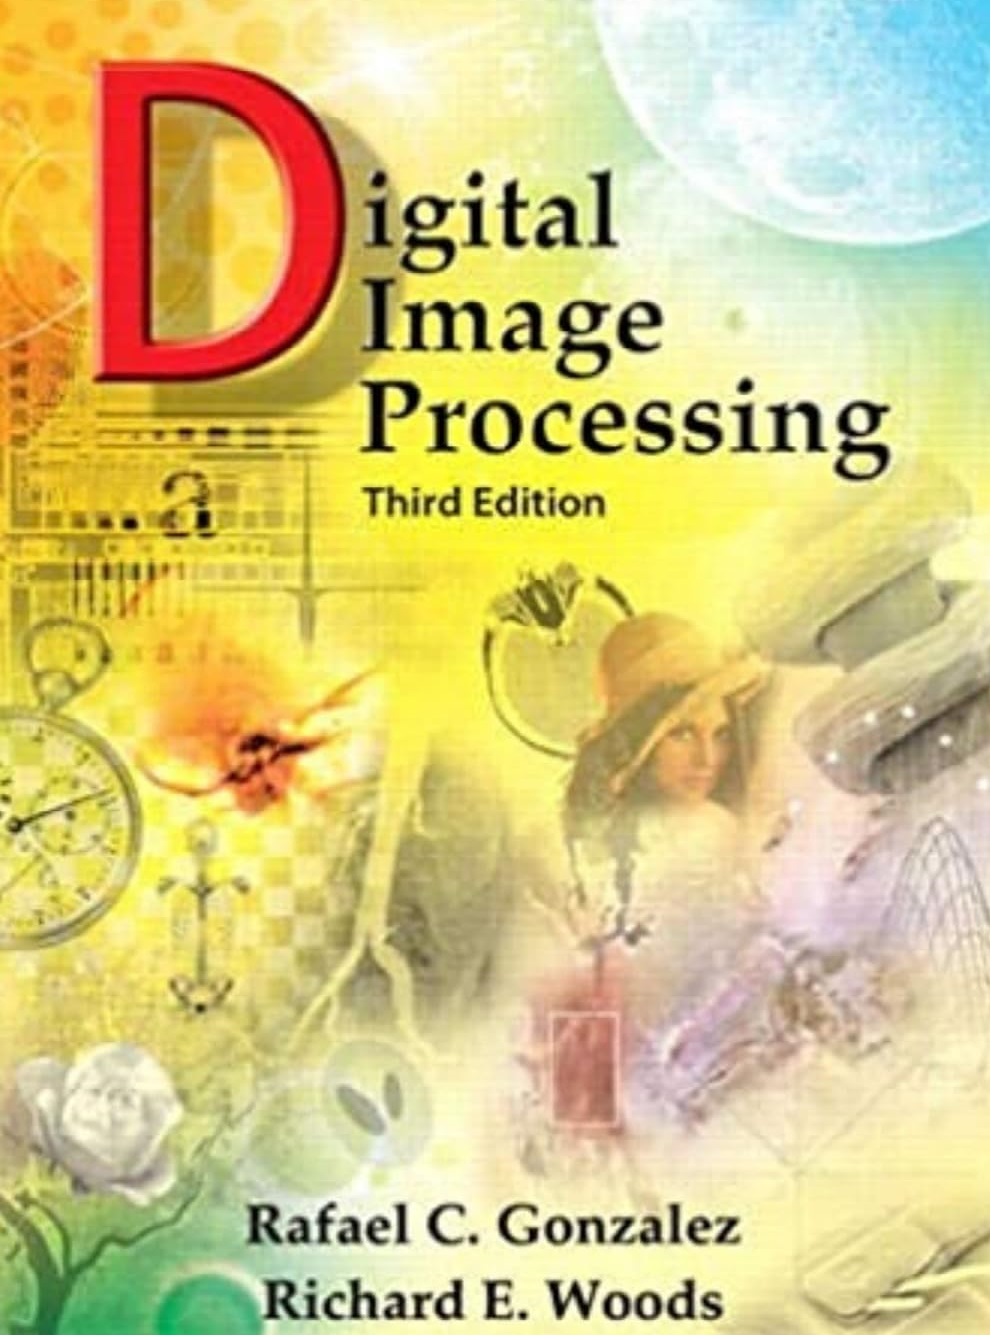 Digital
Image
Processing
Third Edition
a
Rafael C. Gonzalez
Richard E. Woods